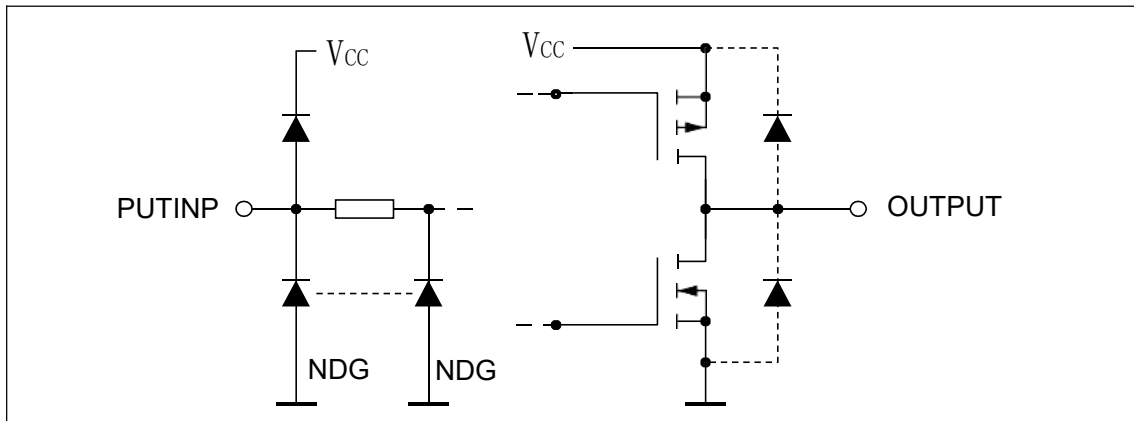 VCC
VCC
PUTINP
OUTPUT
NDG
NDG